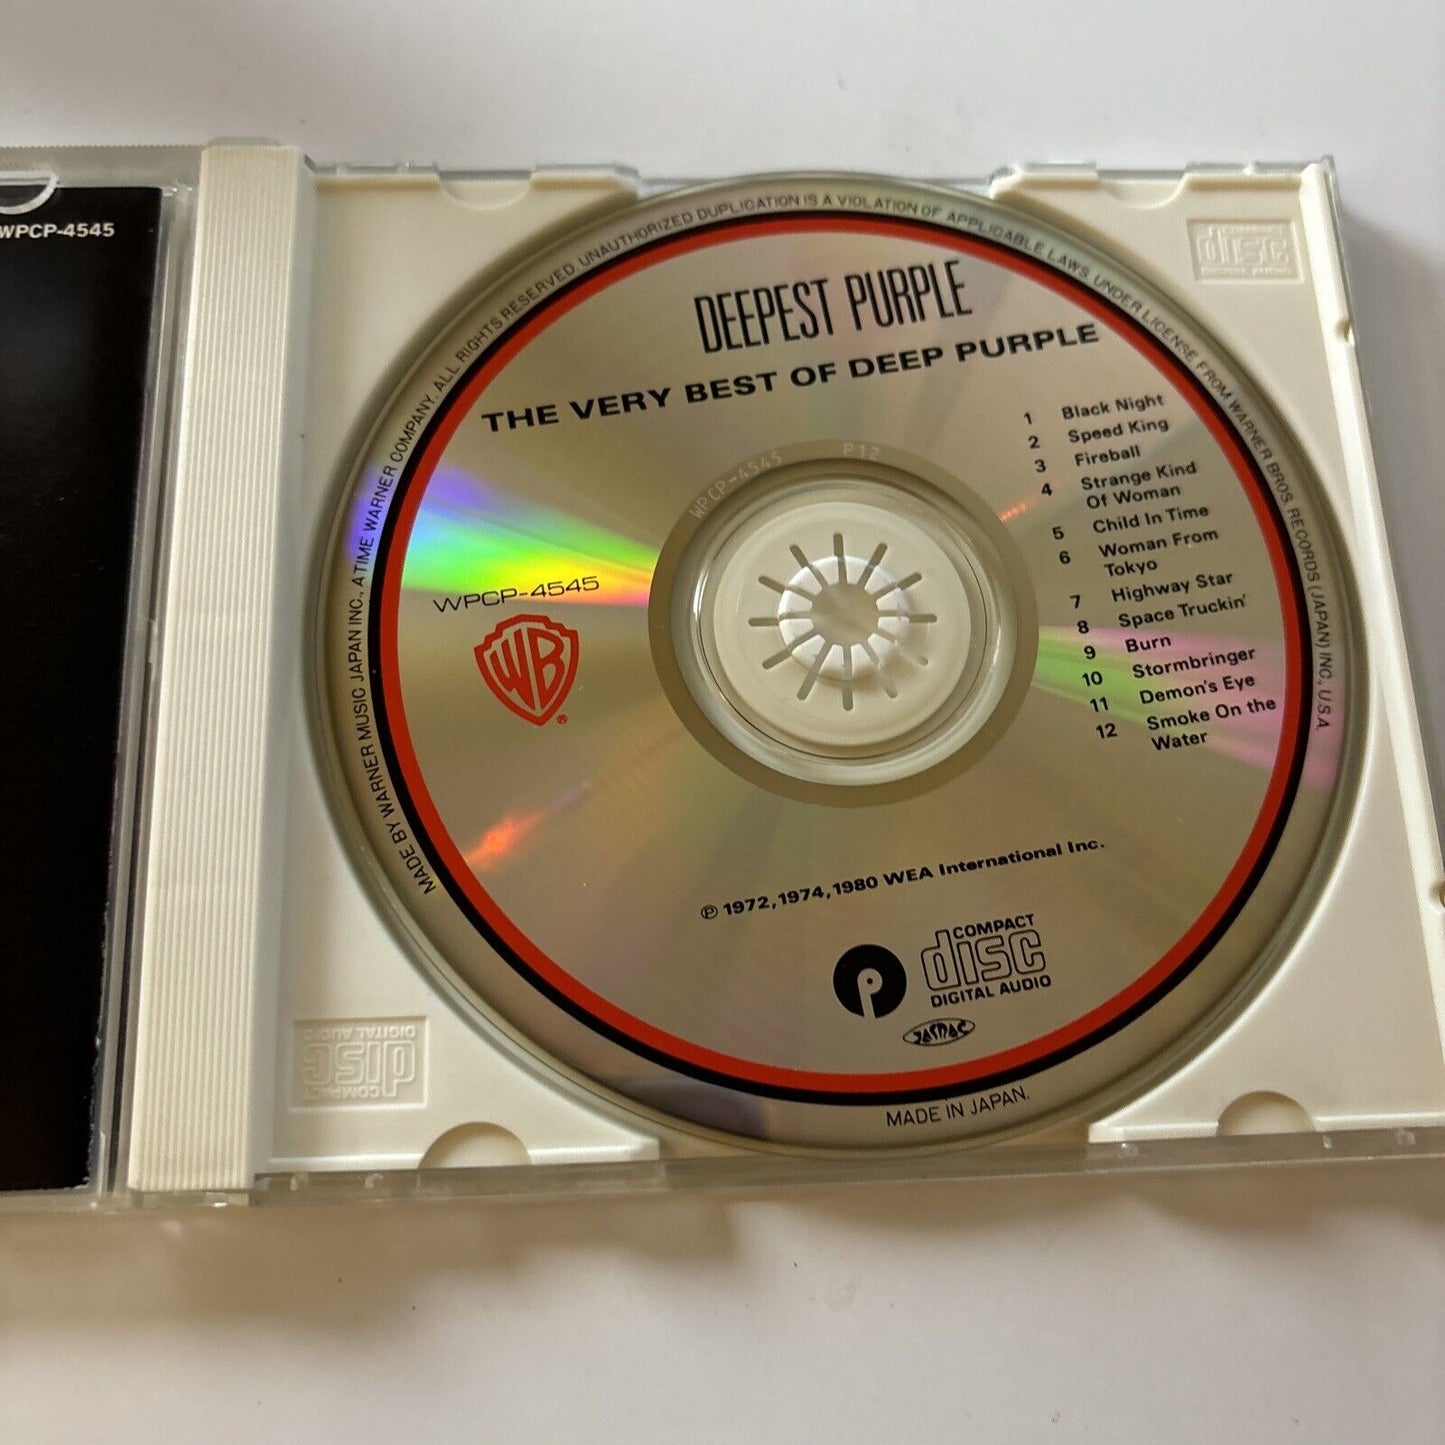 WPCP-4545
MADE BY WARNER MUSIC JAPAN INC., A TIME WARNER COMPANY. ALL RIGHTS RESERVED. UNAUTHORIZED DUPLICATION IS A VIOLATION OF APPLICABLE LAWS. UNDER LICENSE FROM WARNER BROS. RECORDS (JAPAN) INC., U.S.A.
COMPACT
disc
DIGITAL AUDIO
DEEPEST PURPLE
THE VERY BEST OF DEEP PURPLE
1 Black Night
2 Speed King
3 Fireball
4 Strange Kind
Of Woman
5 Child In Time
6 Woman From
Tokyo
7 Highway Star
8 Space Truckin'
9 Burn
10 Stormbringer
11 Demon's Eye
12 Smoke On the
Water
WPCP-4545 P12
WPCP-4545
WB
®
℗ 1972,1974,1980 WEA International Inc.
P
COMPACT
disc
DIGITAL AUDIO
JASRAC
MADE IN JAPAN.
COMPACT
disc
DIGITAL AUDIO